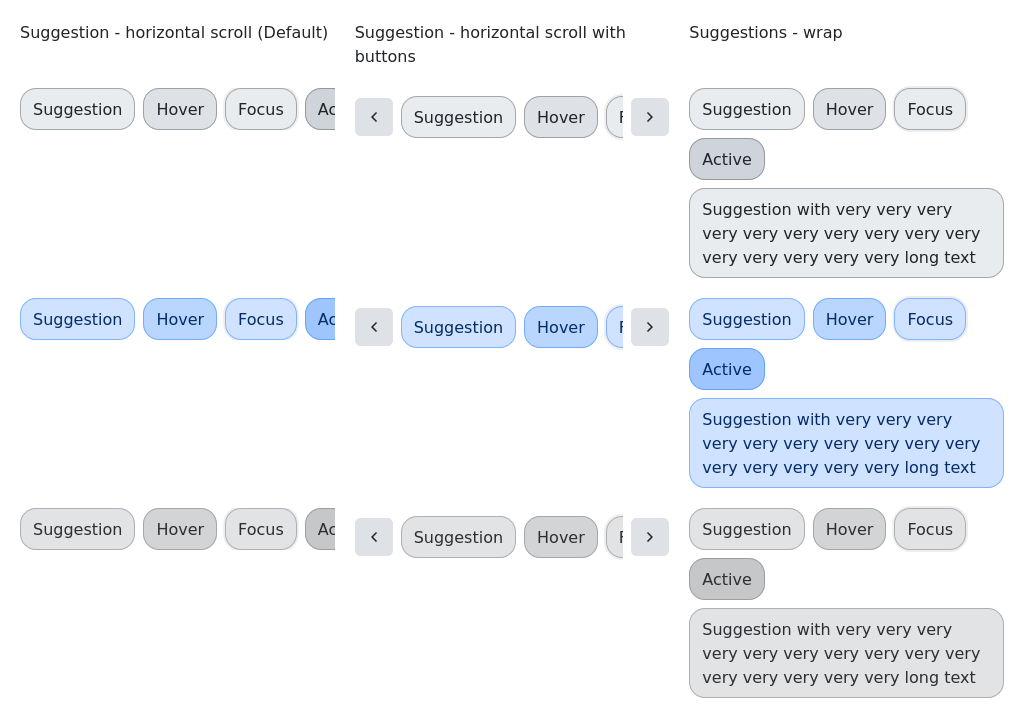 Suggestion - horizontal scroll (Default)
Suggestion Hover Focus Ac
Suggestion Hover Focus Ac
Suggestion Hover Focus Ac
Suggestion - horizontal scroll with
buttons
Suggestion Hover F
Suggestion Hover F
Suggestion Hover F
Suggestions - wrap
Suggestion Hover Focus
Active
Suggestion with very very very
very very very very very very very
very very very very very long text
Suggestion Hover Focus
Active
Suggestion with very very very
very very very very very very very
very very very very very long text
Suggestion Hover Focus
Active
Suggestion with very very very
very very very very very very very
very very very very very long text